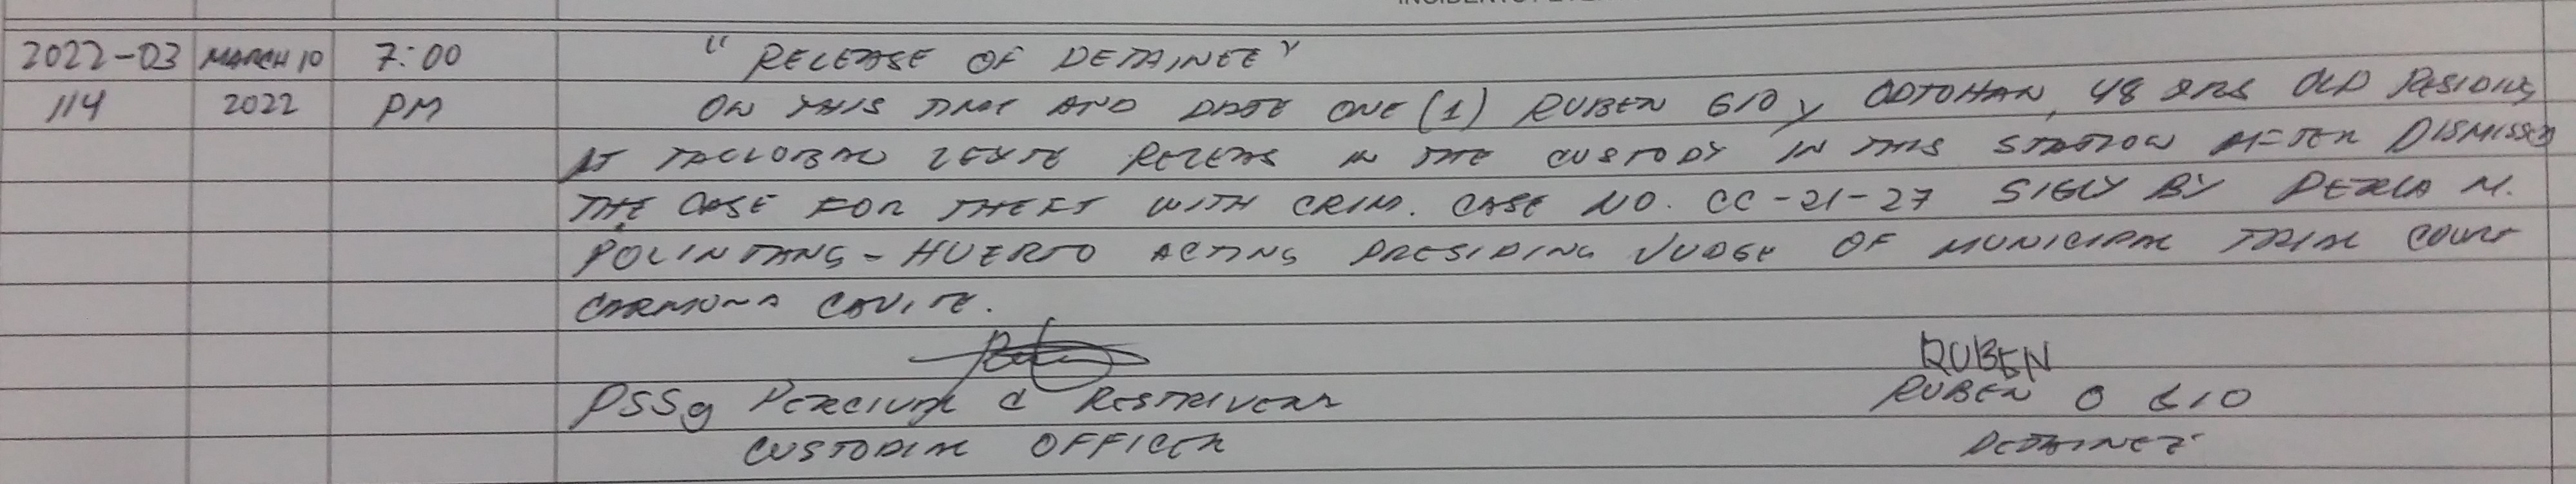 2022-03 MARCH 10 7:00 "RELEASE OF DETAINEE"
114 2022 PM ON THIS TIME AND DATE ONE (1) RUBEN GIO y ODTOHAN, 48 YRS OLD RESIDING
AT TACLOBAN LEYTE RELEAS IN THE CUSTODY IN THIS STATION AFTER DISMISSED
THE CASE FOR THEFT WITH CRIM. CASE NO. CC-21-27 SIGLY BY PERLA M.
POLINTANG-HUERTO ACTING PRESIDING JUDGE OF MUNICIPAL TRIAL COURT
CARMONA CAVITE.
RUBEN
PSSg PERCIVAL C RESTRIVERA RUBEN O GIO
CUSTODIAL OFFICER DETAINEE